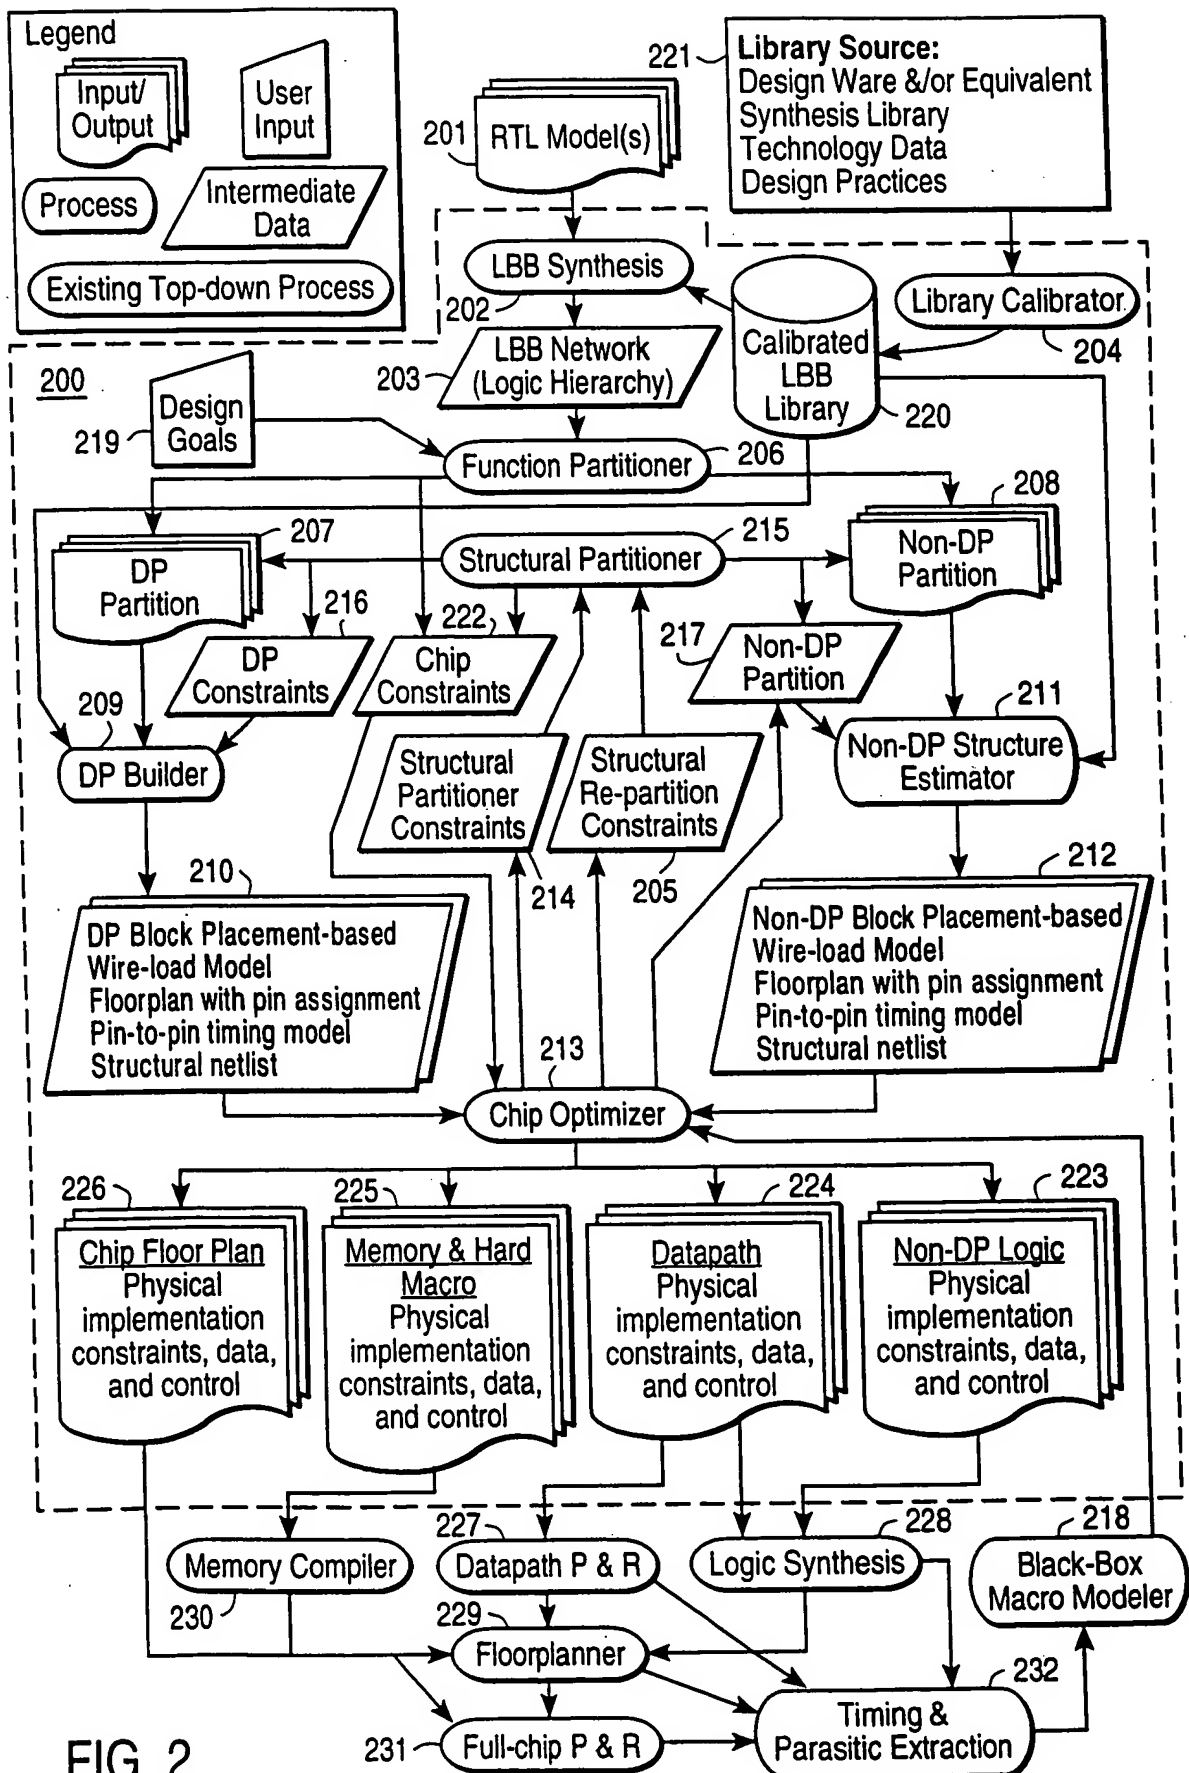 Legend
Input/
Output
User
Input
Process
Intermediate
Data
Existing Top-down Process
221
Library Source:
Design Ware &/or Equivalent
Synthesis Library
Technology Data
Design Practices
201
RTL Model(s)
LBB Synthesis
202
Library Calibrator
204
LBB Network
(Logic Hierarchy)
203
Calibrated
LBB
Library
220
200
Design
Goals
219
Function Partitioner
206
207
DP
Partition
Structural Partitioner
215
208
Non-DP
Partition
216
DP
Constraints
222
Chip
Constraints
217
Non-DP
Partition
209
DP Builder
211
Non-DP Structure
Estimator
Structural
Partitioner
Constraints
214
Structural
Re-partition
Constraints
205
210
DP Block Placement-based
Wire-load Model
Floorplan with pin assignment
Pin-to-pin timing model
Structural netlist
212
Non-DP Block Placement-based
Wire-load Model
Floorplan with pin assignment
Pin-to-pin timing model
Structural netlist
213
Chip Optimizer
226
Chip Floor Plan
Physical
implementation
constraints, data,
and control
225
Memory & Hard
Macro
Physical
implementation
constraints, data,
and control
224
Datapath
Physical
implementation
constraints, data,
and control
223
Non-DP Logic
Physical
implementation
constraints, data,
and control
Memory Compiler
230
227
Datapath P & R
228
Logic Synthesis
218
Black-Box
Macro Modeler
229
Floorplanner
231
Full-chip P & R
232
Timing &
Parasitic Extraction
FIG. 2